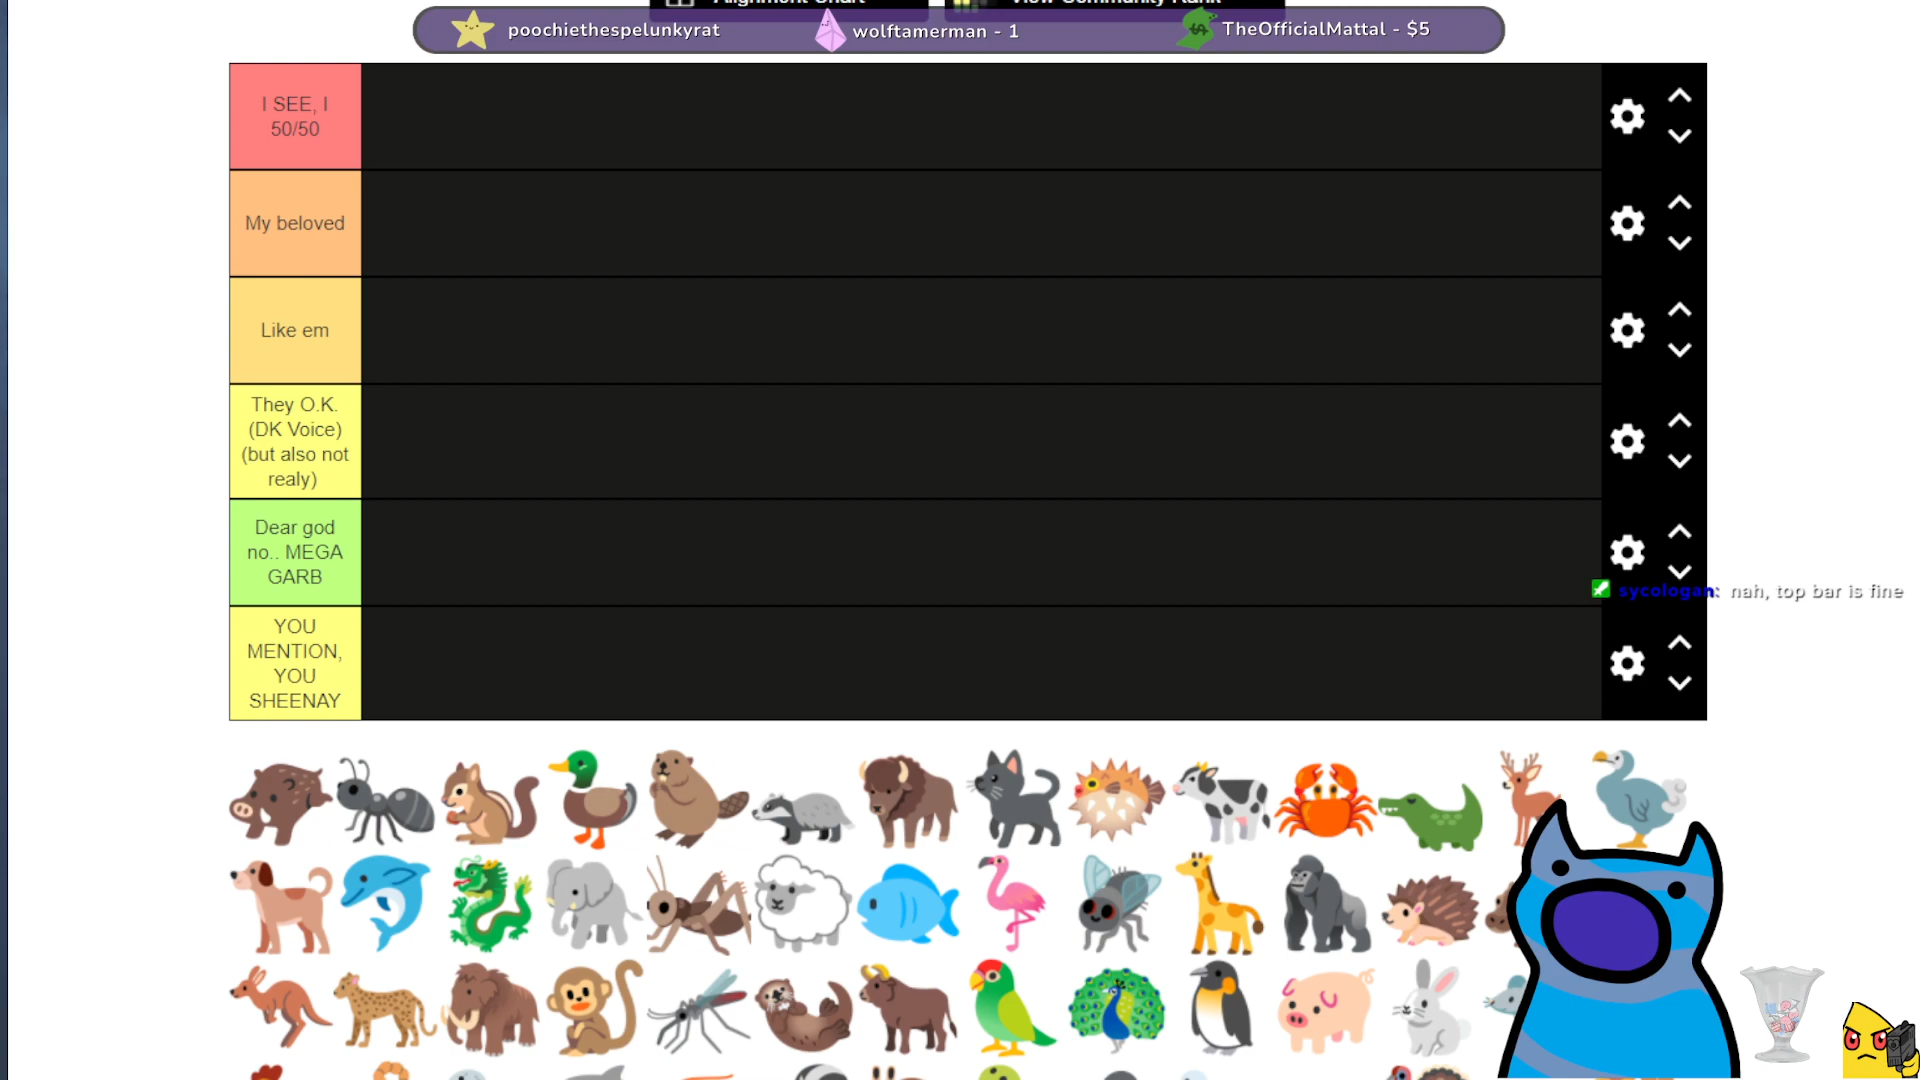 poochiethespelunkyrat
wolftamerman - 1
TheOfficialMattal - $5
I SEE, I
50/50
My beloved
Like em
They O.K.
(DK Voice)
(but also not
realy)
Dear god
no.. MEGA
GARB
sycologan: nah, top bar is fine
YOU
MENTION,
YOU
SHEENAY